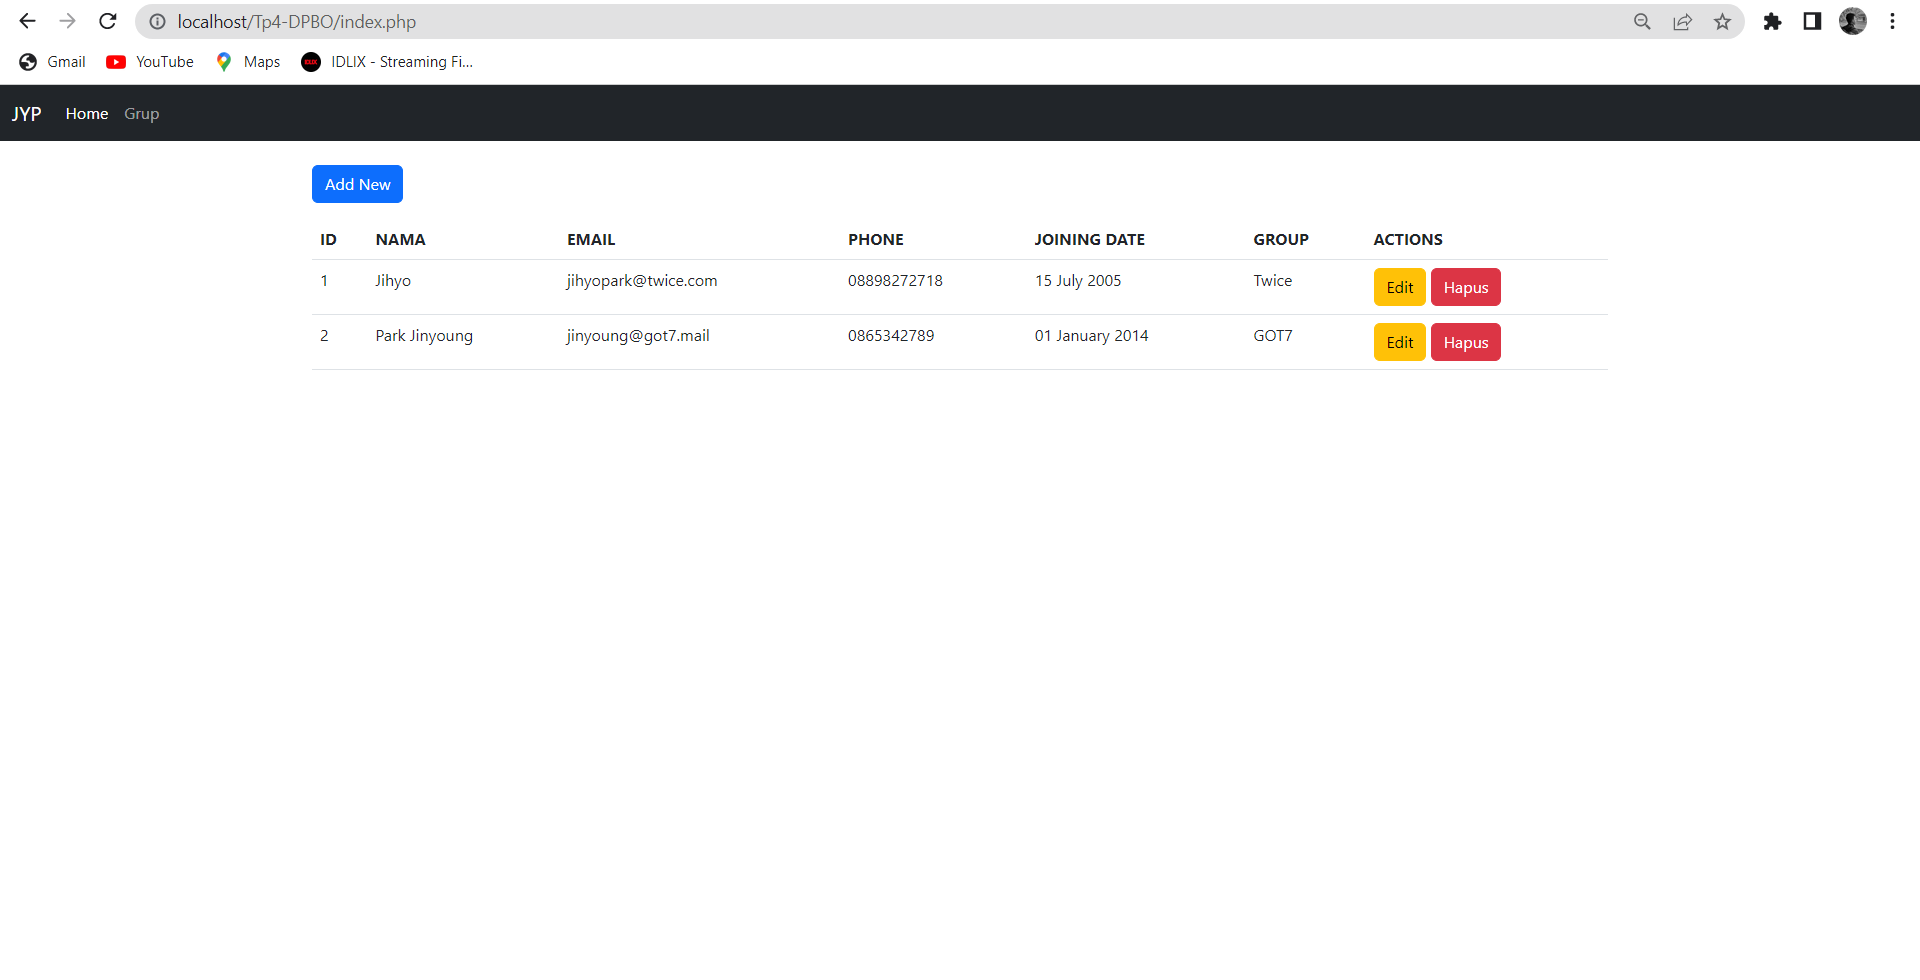 localhost/Tp4-DPBO/index.php
Gmail YouTube Maps IDLIX - Streaming Fi...
JYP Home Grup
Add New
ID NAMA EMAIL PHONE JOINING DATE GROUP ACTIONS
1 Jihyo jihyopark@twice.com 08898272718 15 July 2005 Twice Edit Hapus
2 Park Jinyoung jinyoung@got7.mail 0865342789 01 January 2014 GOT7 Edit Hapus